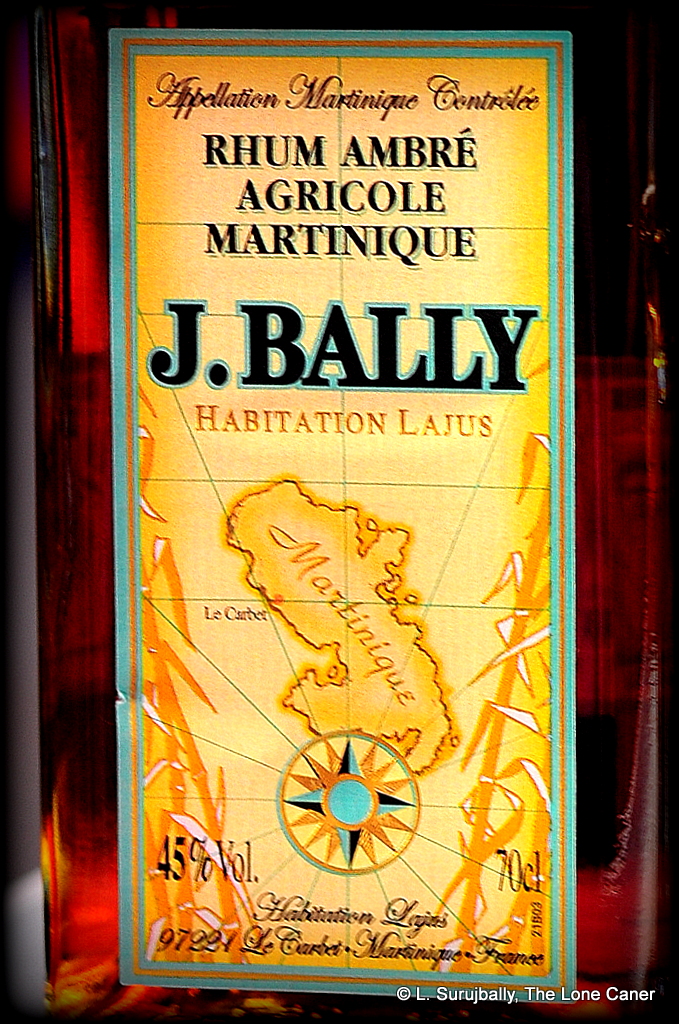 Appellation Martinique Contrôlée
RHUM AMBRÉ
AGRICOLE
MARTINIQUE
J. BALLY
HABITATION LAJUS
Martinique
Le Carbet
45% Vol.
70cl
Habitation Lajus
97221 Le Carbet • Martinique • France
21B03
© L. Surujbally, The Lone Caner